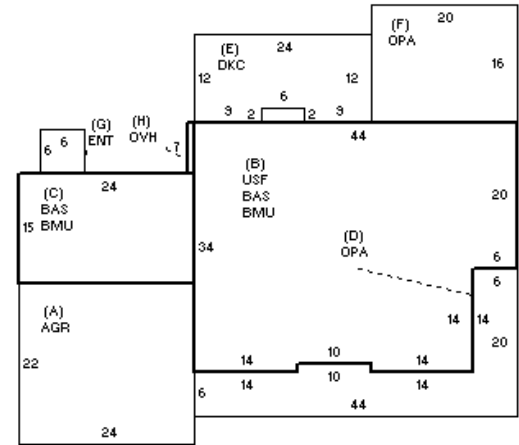 20
(F)
OPA
(E)
24
DKC
12
12
16
6
9
2
2
9
(G)
ENT
(H)
OVH
6
6
7
44
24
(C)
BAS
BMU
15
(B)
USF
BAS
BMU
20
34
(D)
OPA
6
6
(A)
AGR
14
14
20
22
14
10
14
14
10
14
6
44
24